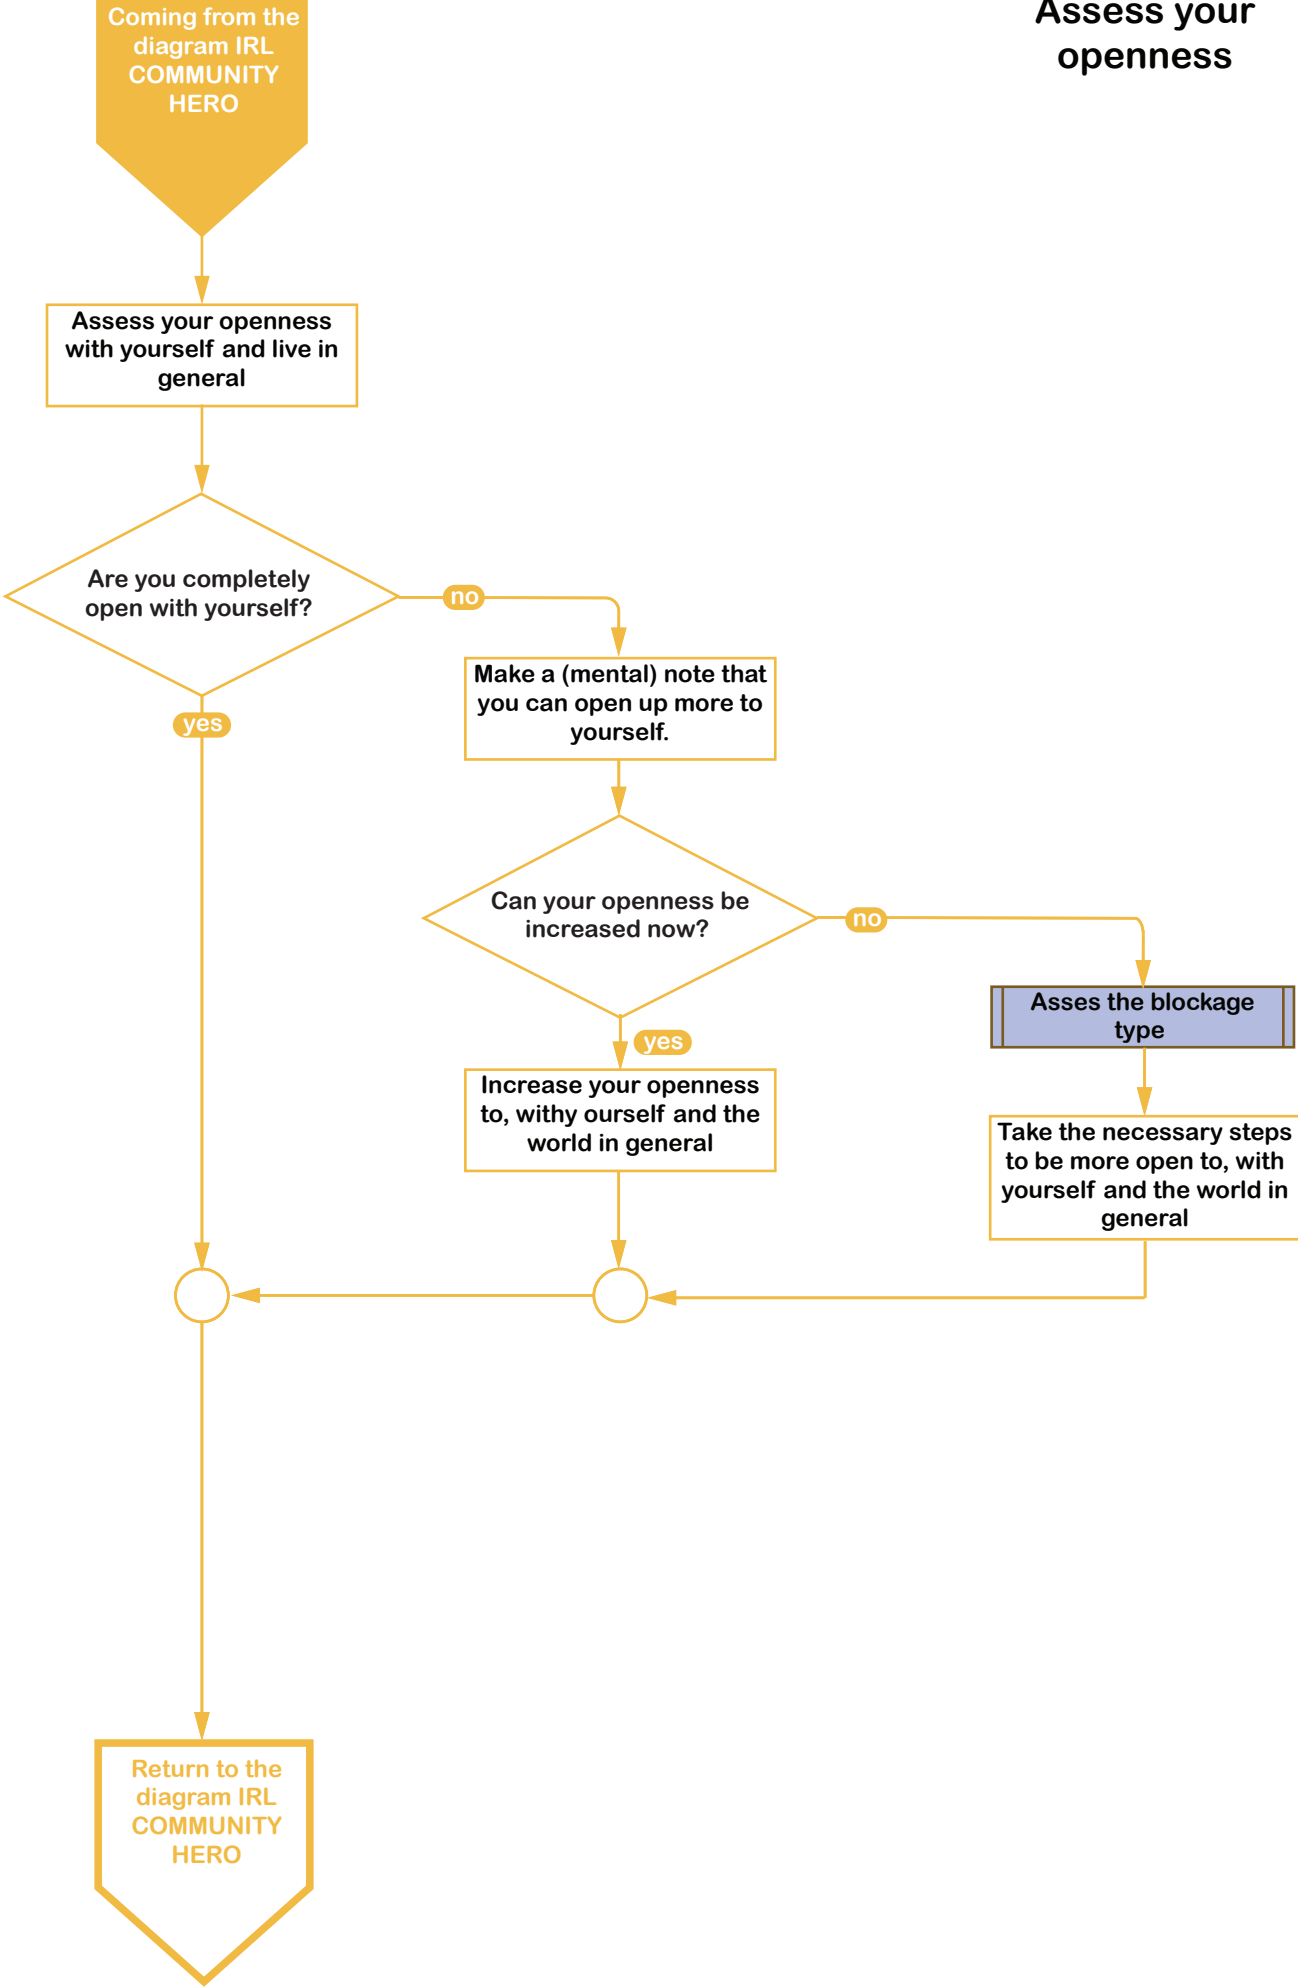 Assess your
openness
Coming from the
diagram IRL
COMMUNITY
HERO
Assess your openness
with yourself and live in
general
Are you completely
open with yourself?
no
yes
Make a (mental) note that
you can open up more to
yourself.
Can your openness be
increased now?
no
yes
Asses the blockage
type
Increase your openness
to, withy ourself and the
world in general
Take the necessary steps
to be more open to, with
yourself and the world in
general
Return to the
diagram IRL
COMMUNITY
HERO